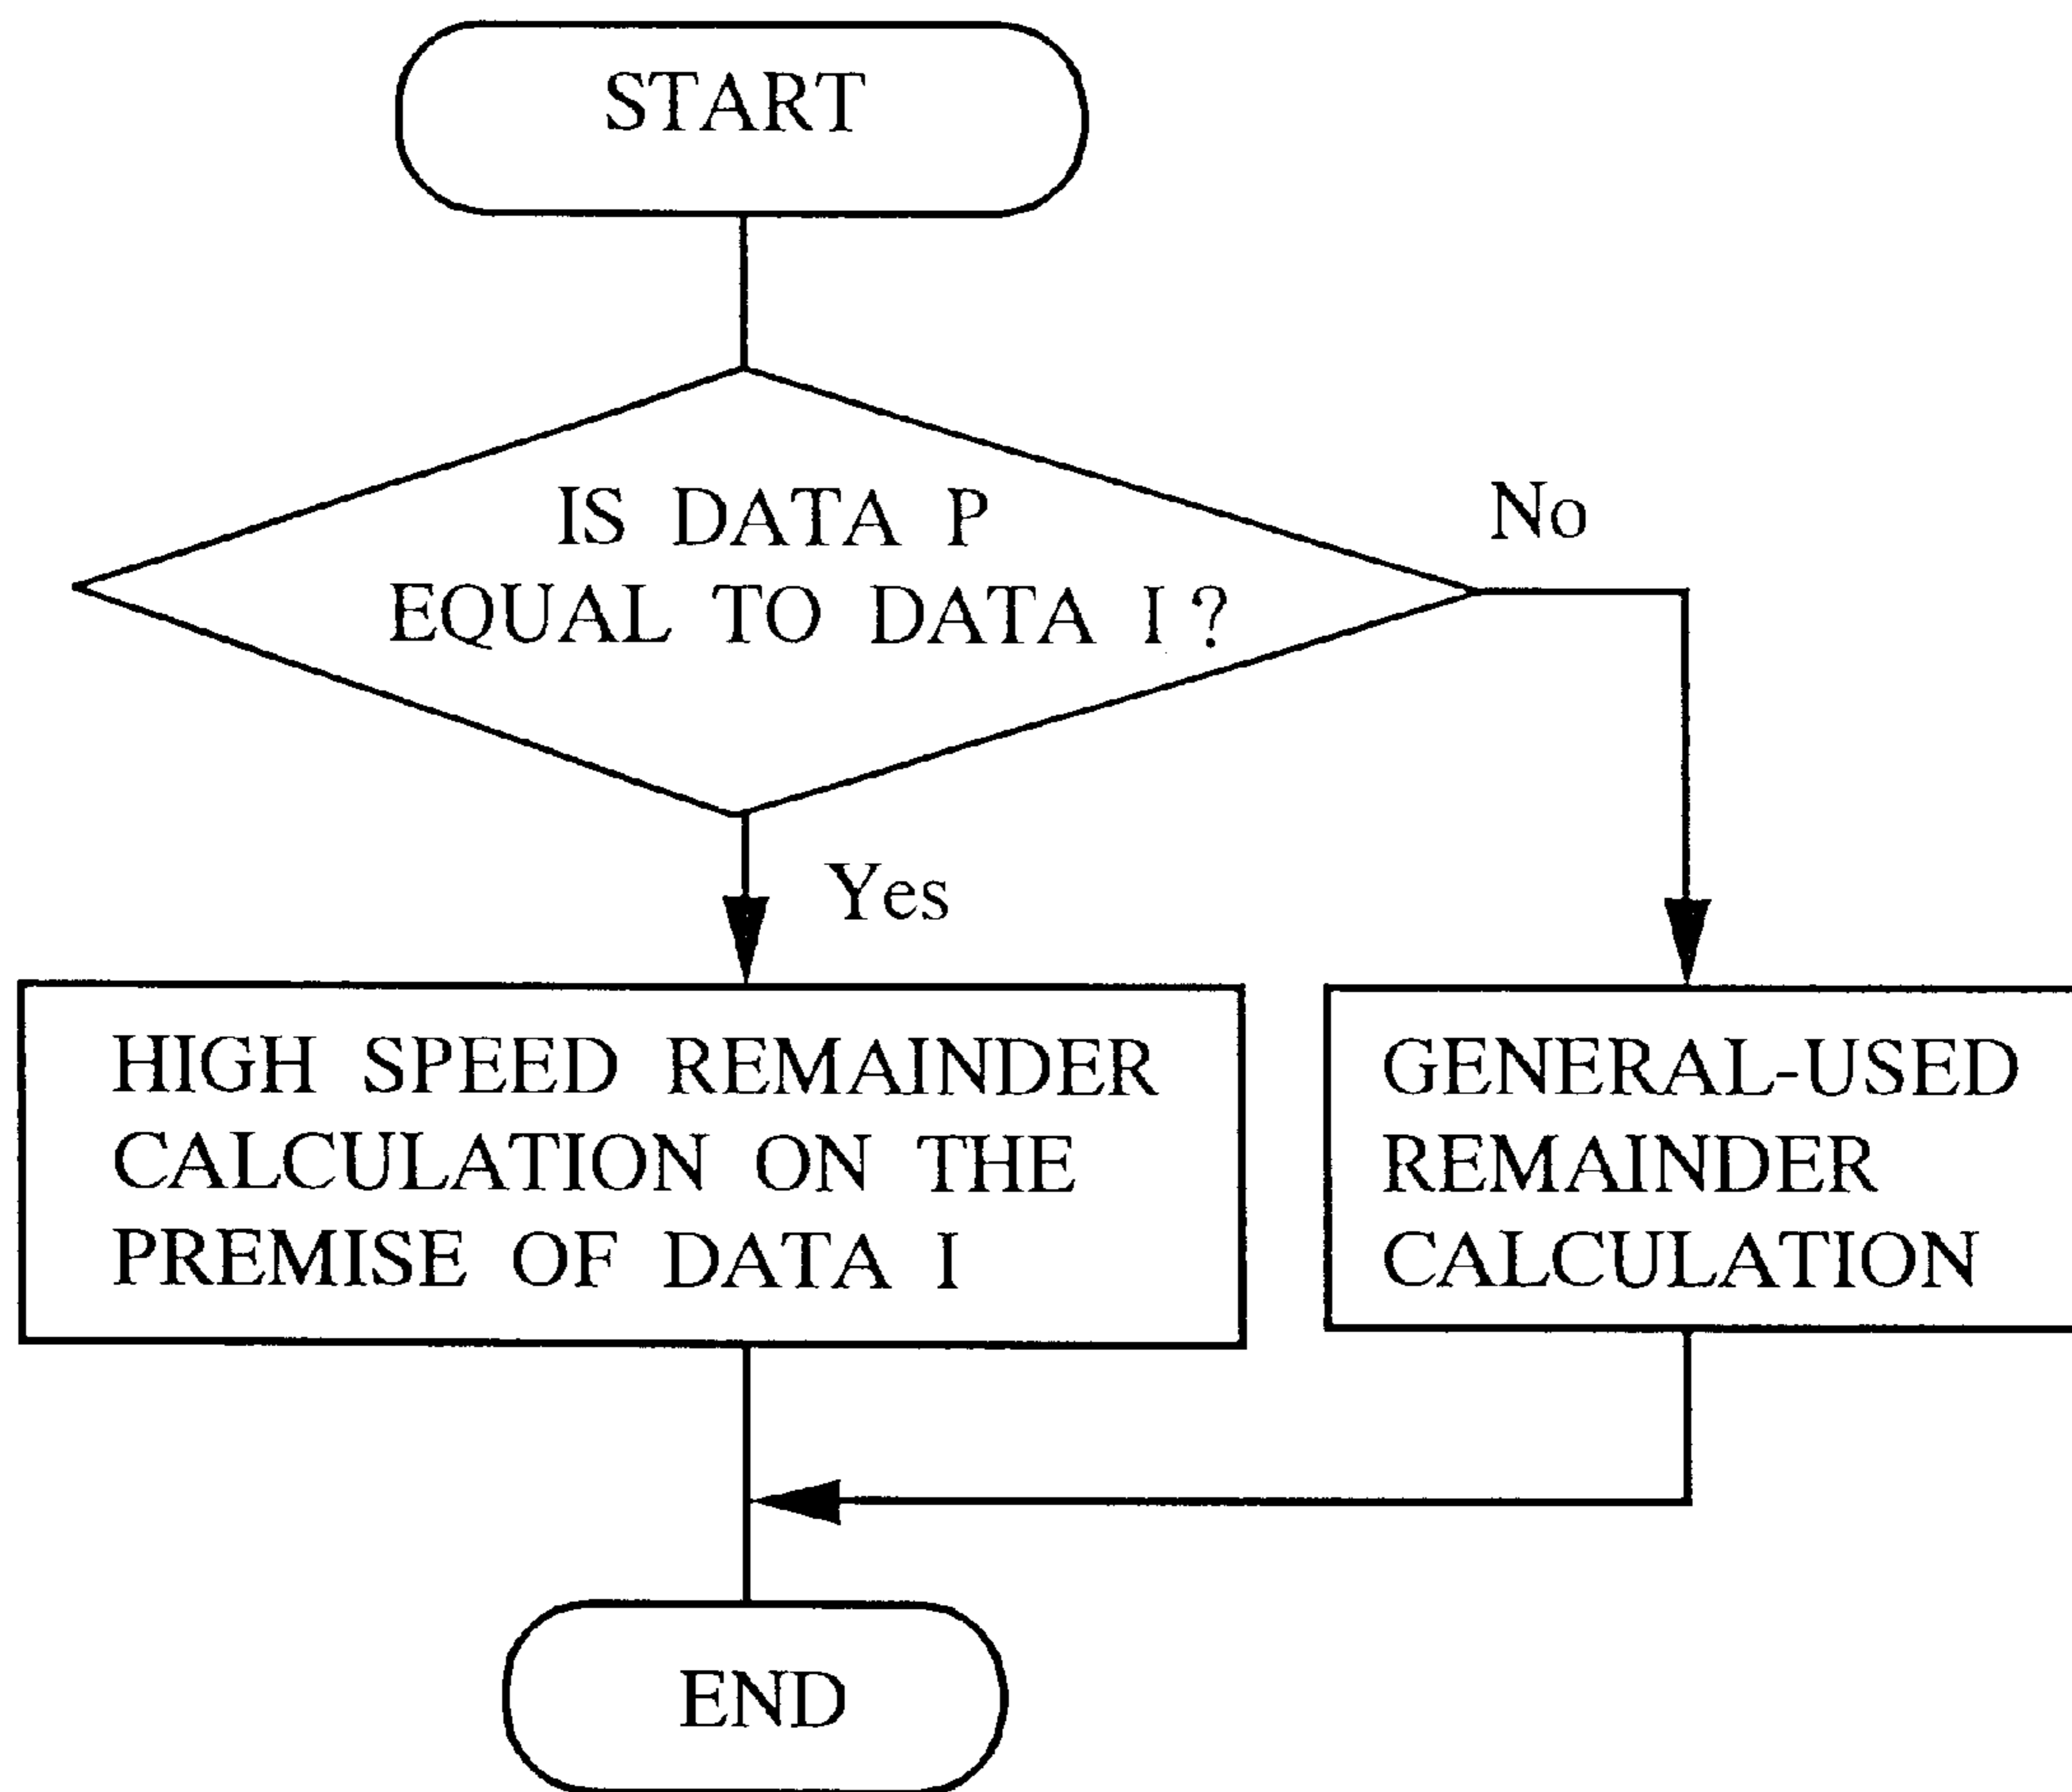 START
IS DATA P
EQUAL TO DATA I ?
No
Yes
HIGH SPEED REMAINDER
CALCULATION ON THE
PREMISE OF DATA I
GENERAL-USED
REMAINDER
CALCULATION
END